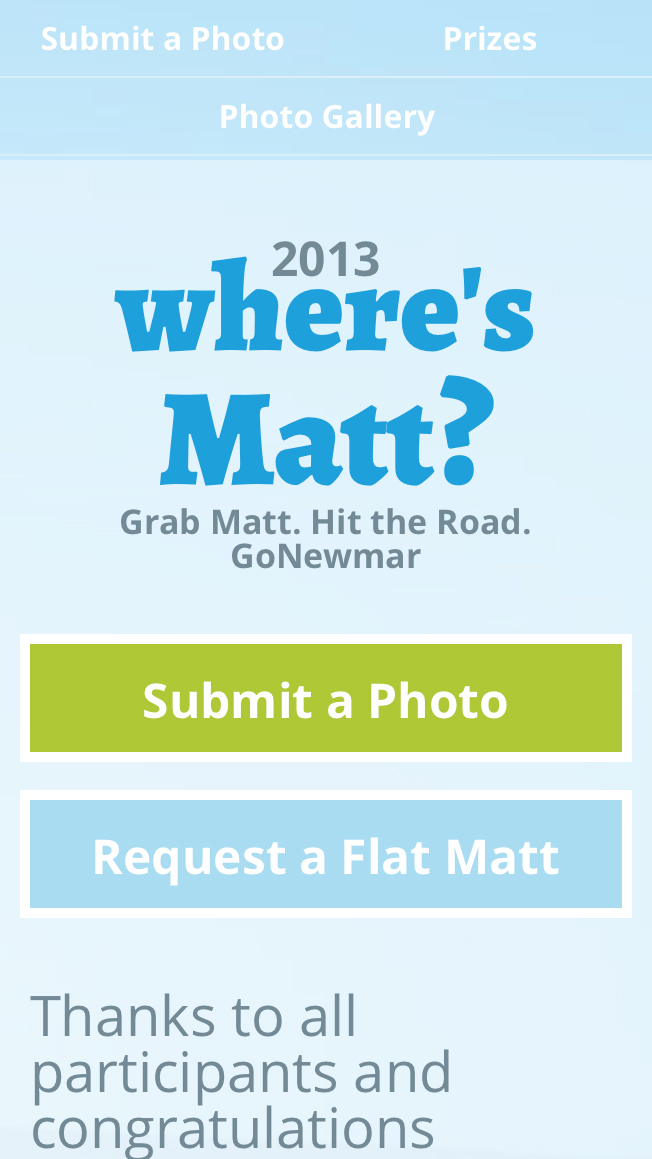 Submit a Photo
Prizes
Photo Gallery
2013
where's
Matt?
Grab Matt. Hit the Road.
GoNewmar
Submit a Photo
Request a Flat Matt
Thanks to all
participants and
congratulations